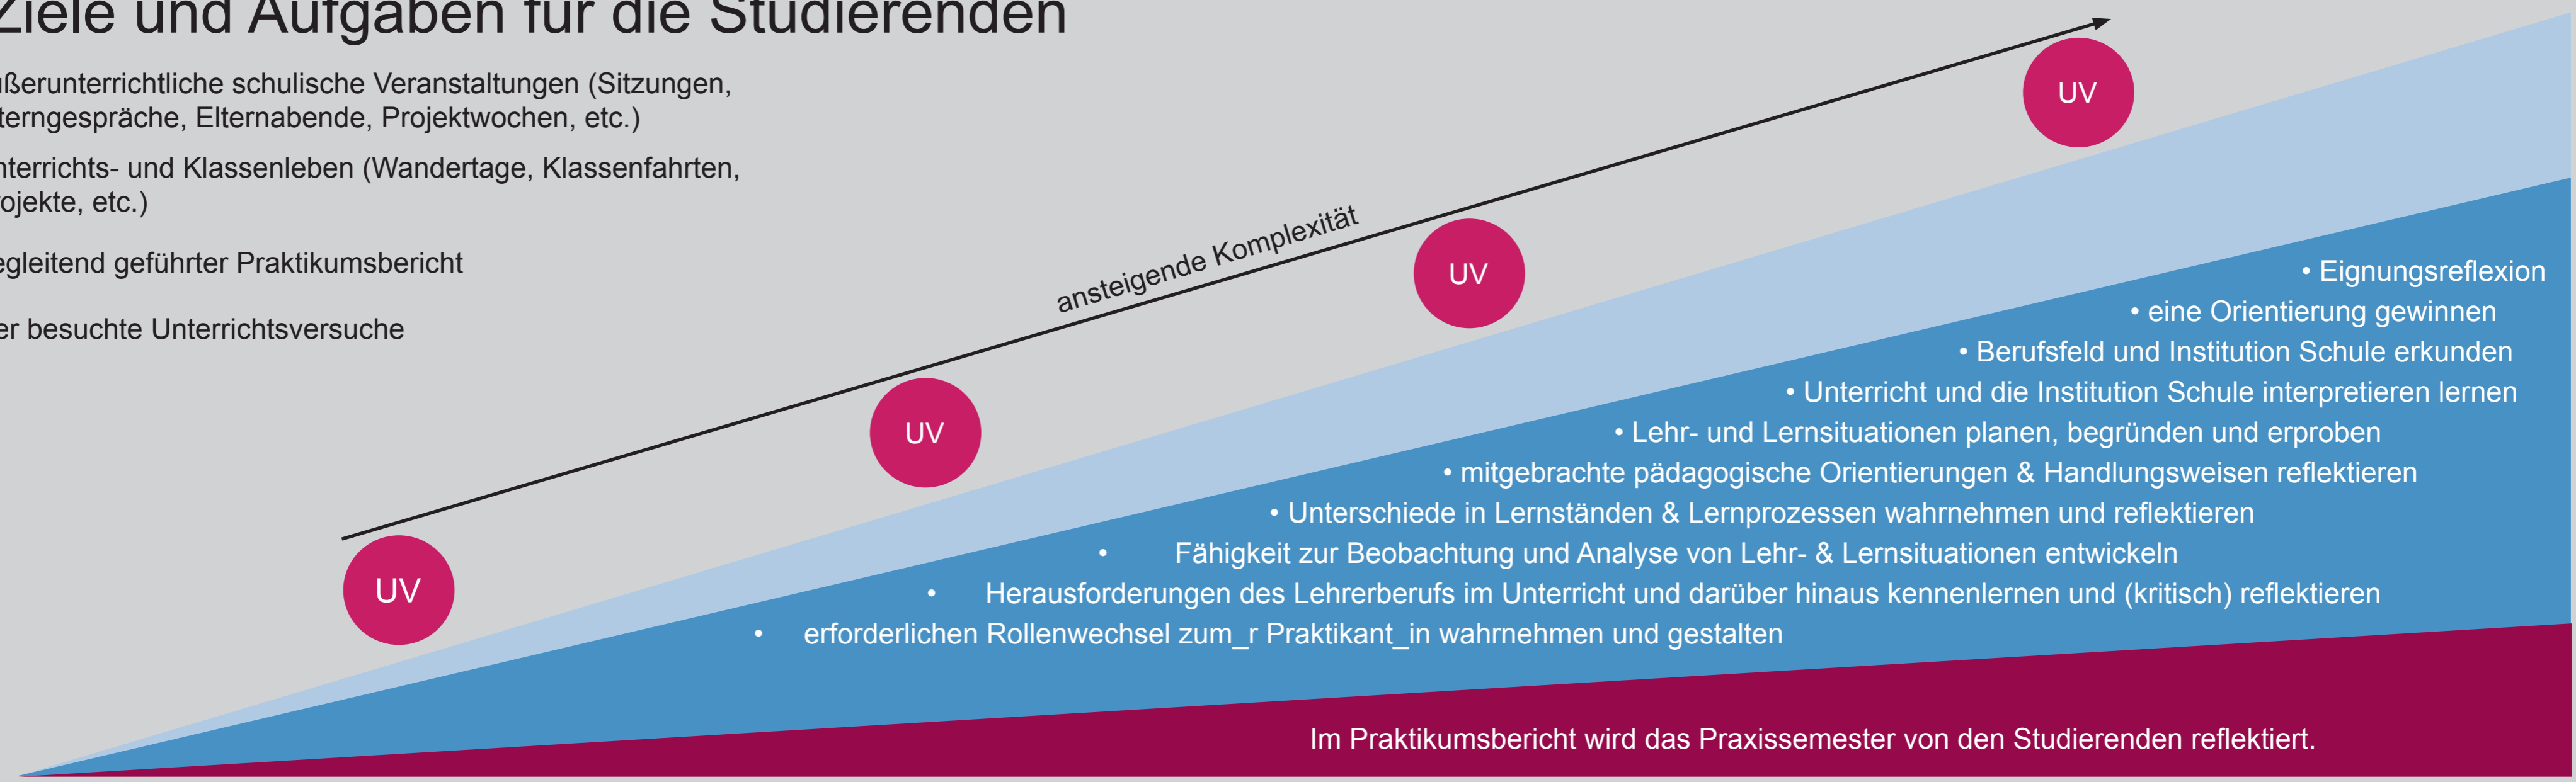 Ziele und Aufgaben für die Studierenden
ußerunterrichtliche schulische Veranstaltungen (Sitzungen,
terngespräche, Elternabende, Projektwochen, etc.)
nterrichts- und Klassenleben (Wandertage, Klassenfahrten,
ojekte, etc.)
egleitend geführter Praktikumsbericht
er besuchte Unterrichtsversuche
ansteigende Komplexität
UV
UV
UV
UV
• Eignungsreflexion
• eine Orientierung gewinnen
• Berufsfeld und Institution Schule erkunden
• Unterricht und die Institution Schule interpretieren lernen
• Lehr- und Lernsituationen planen, begründen und erproben
• mitgebrachte pädagogische Orientierungen & Handlungsweisen reflektieren
• Unterschiede in Lernständen & Lernprozessen wahrnehmen und reflektieren
• Fähigkeit zur Beobachtung und Analyse von Lehr- & Lernsituationen entwickeln
• Herausforderungen des Lehrerberufs im Unterricht und darüber hinaus kennenlernen und (kritisch) reflektieren
• erforderlichen Rollenwechsel zum_r Praktikant_in wahrnehmen und gestalten
Im Praktikumsbericht wird das Praxissemester von den Studierenden reflektiert.